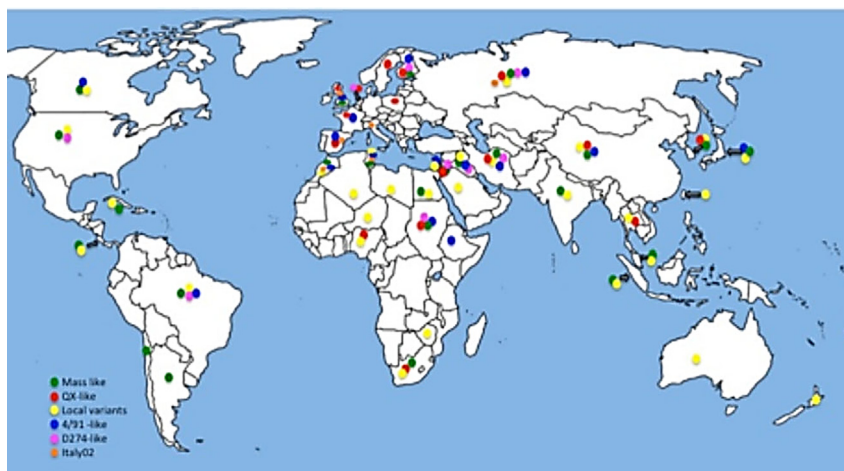 Mass like
QX-like
Local variants
4/91 -like
D274-like
Italy02